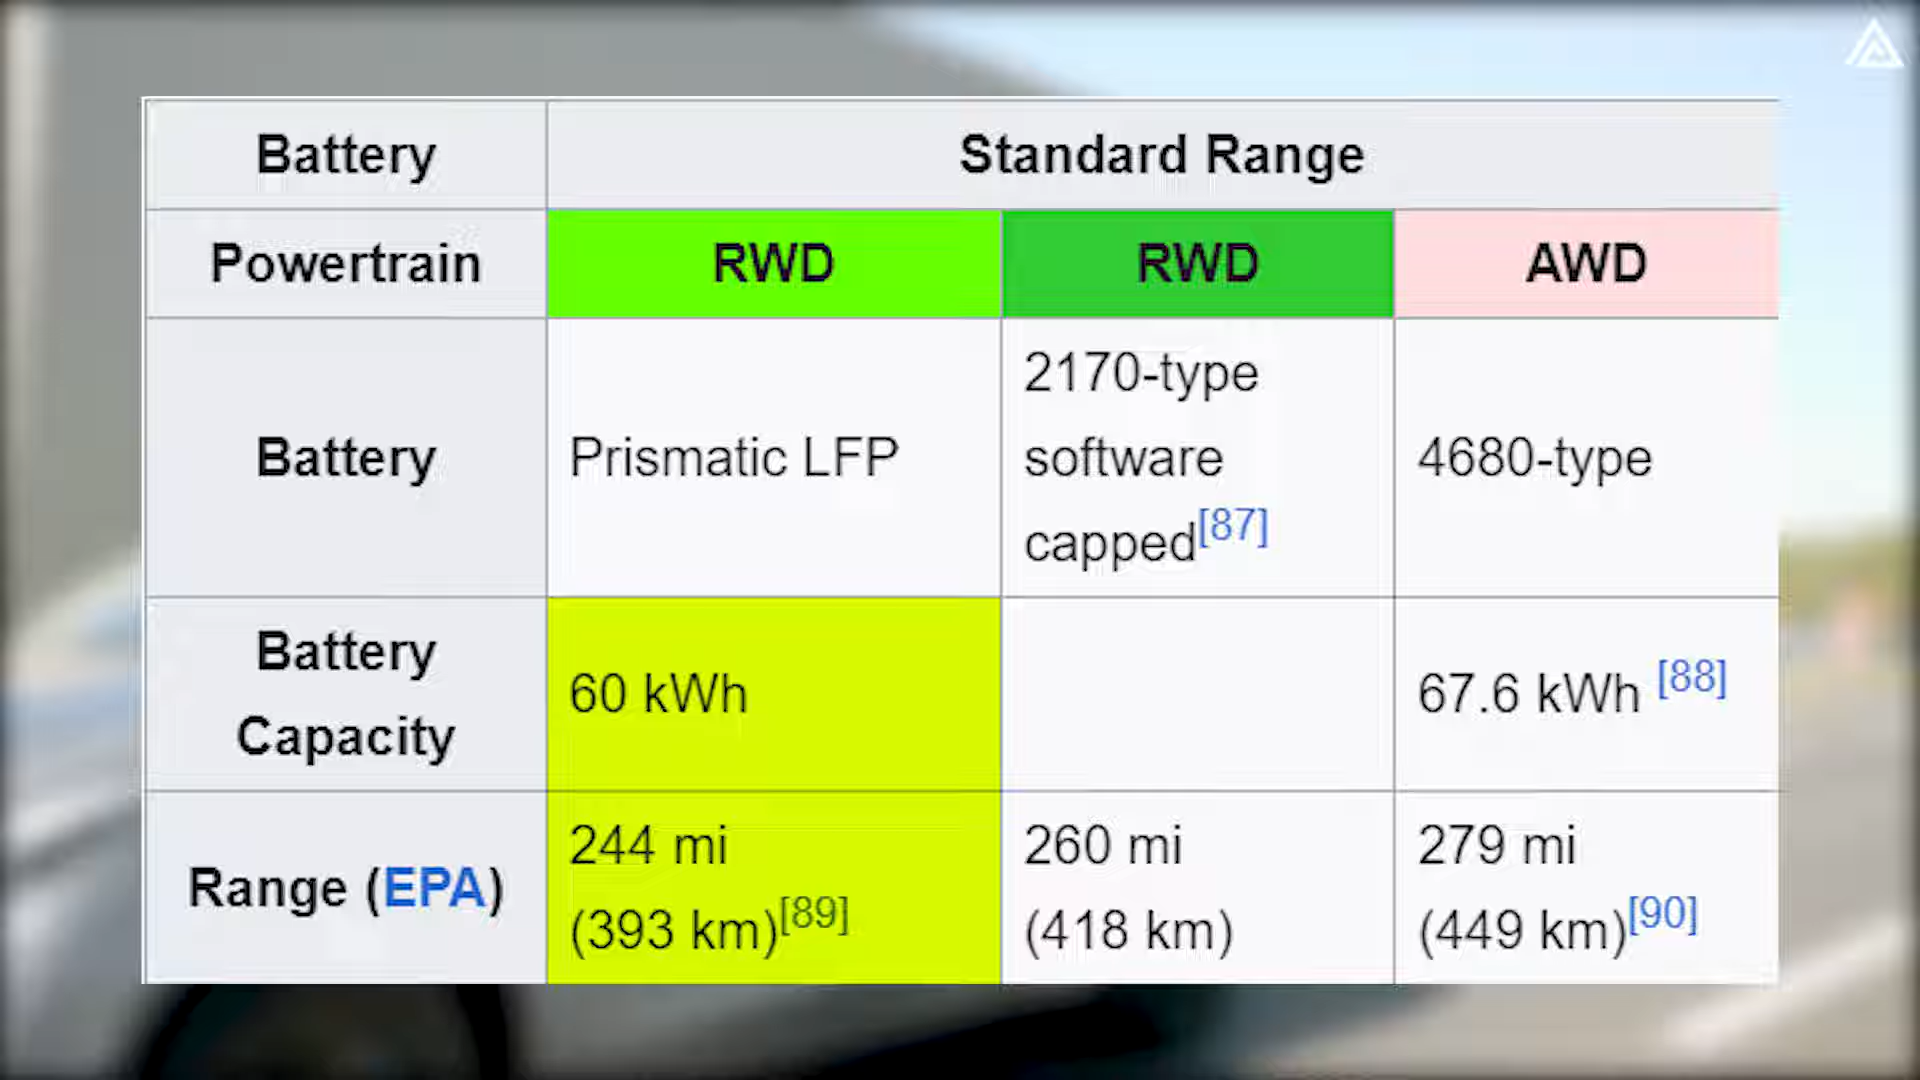 Battery
Standard Range
Powertrain
RWD
RWD
AWD
Battery
Prismatic LFP
2170-type
software
capped[87]
4680-type
Battery
Capacity
60 kWh
67.6 kWh [88]
Range (EPA)
244 mi
(393 km)[89]
260 mi
(418 km)
279 mi
(449 km)[90]